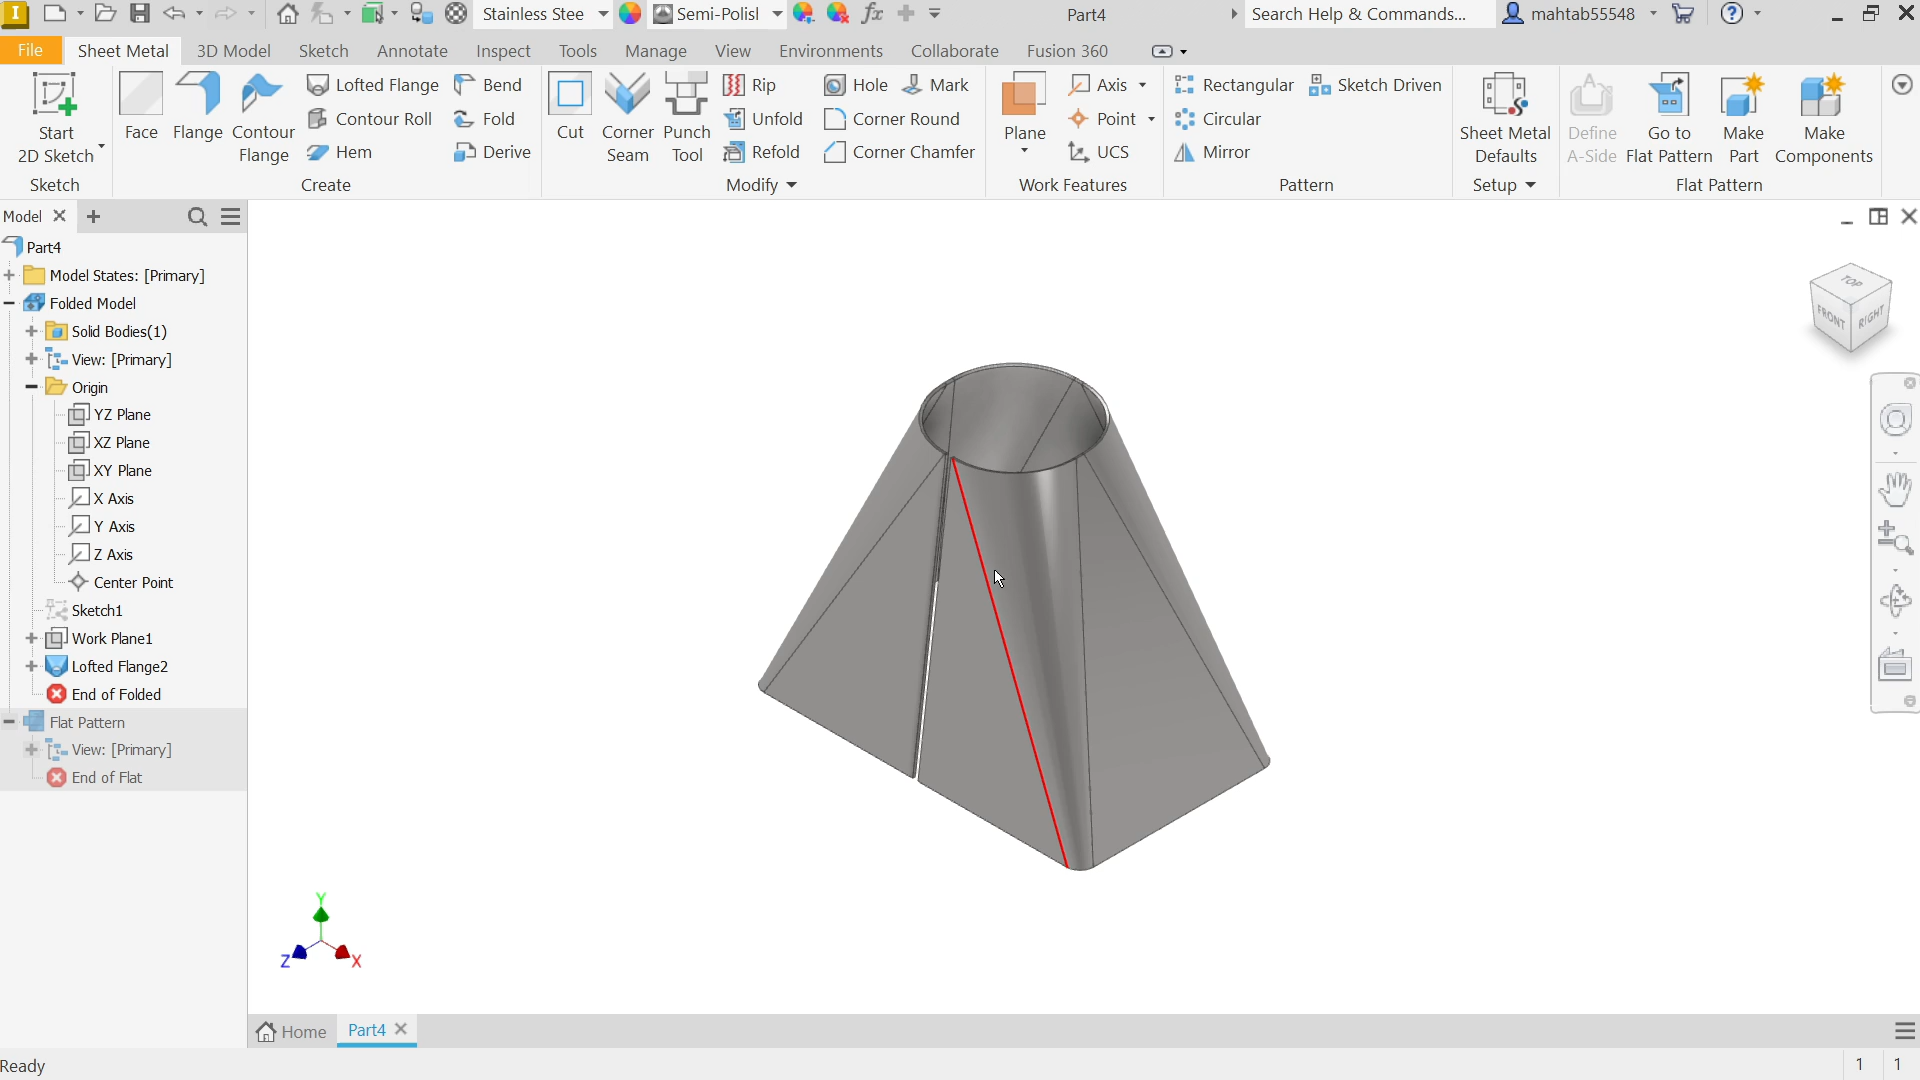 I Stainless Stee Semi-Polisl fx Part4 Search Help & Commands... mahtab55548
File Sheet Metal 3D Model Sketch Annotate Inspect Tools Manage View Environments Collaborate Fusion 360
Start
2D Sketch
Sketch
Face
Flange
Contour
Flange
Lofted Flange
Contour Roll
Hem
Bend
Fold
Derive
Create
Cut
Corner
Seam
Punch
Tool
Rip
Unfold
Refold
Hole
Mark
Corner Round
Corner Chamfer
Modify
Plane
Axis
Point
UCS
Work Features
Rectangular
Sketch Driven
Circular
Mirror
Pattern
Sheet Metal
Defaults
Setup
Define
A-Side
Go to
Flat Pattern
Make
Part
Make
Components
Flat Pattern
Model
Part4
Model States: [Primary]
Folded Model
Solid Bodies(1)
View: [Primary]
Origin
YZ Plane
XZ Plane
XY Plane
X Axis
Y Axis
Z Axis
Center Point
Sketch1
Work Plane1
Lofted Flange2
End of Folded
Flat Pattern
View: [Primary]
End of Flat
TOP
FRONT
RIGHT
Y
Z
X
Home
Part4
Ready
1 1